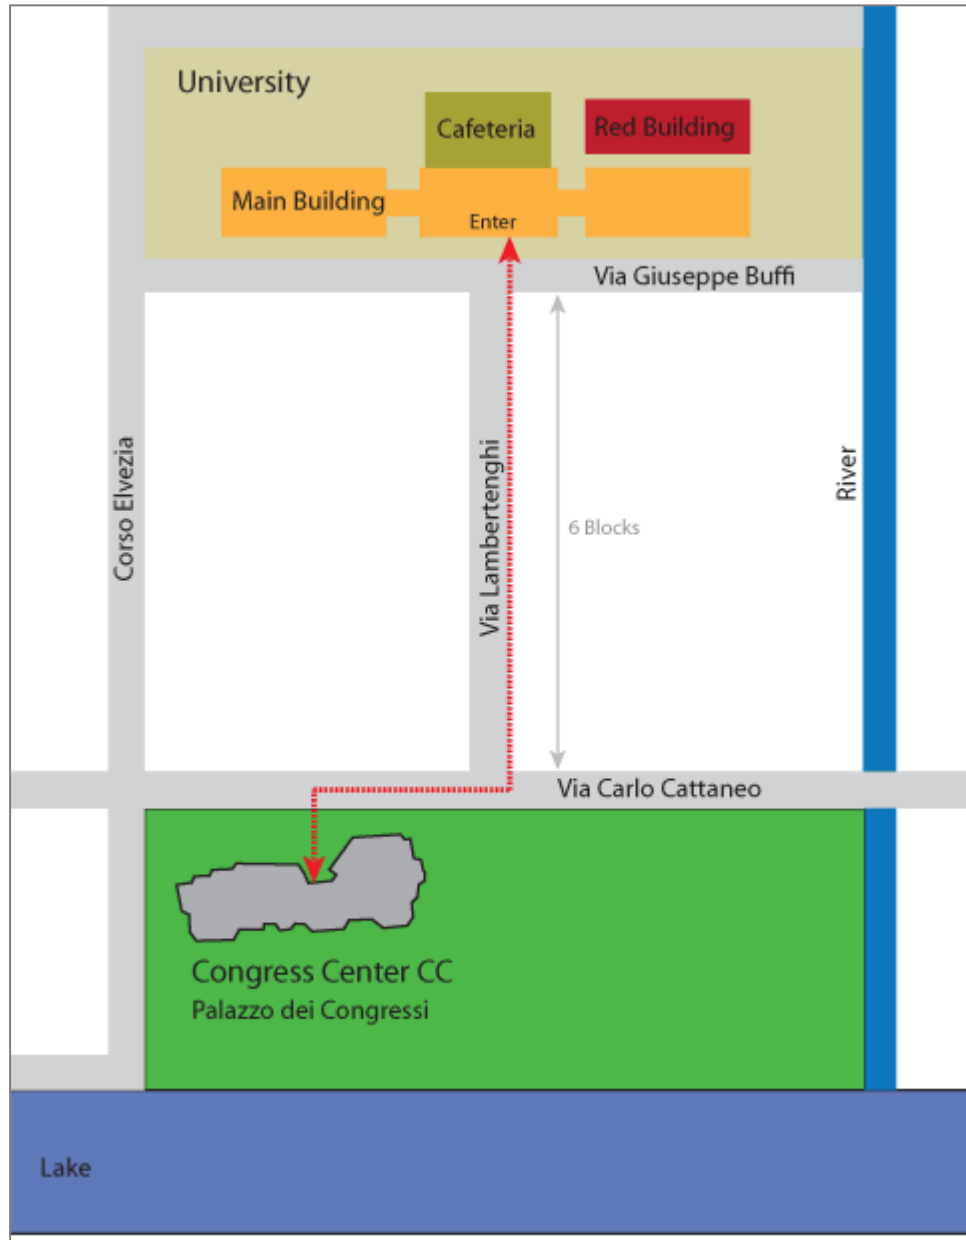 University
Cafeteria
Red Building
Main Building
Enter
Via Giuseppe Buffi
Corso Elvezia
Via Lambertenghi
6 Blocks
River
Via Carlo Cattaneo
Congress Center CC
Palazzo dei Congressi
Lake